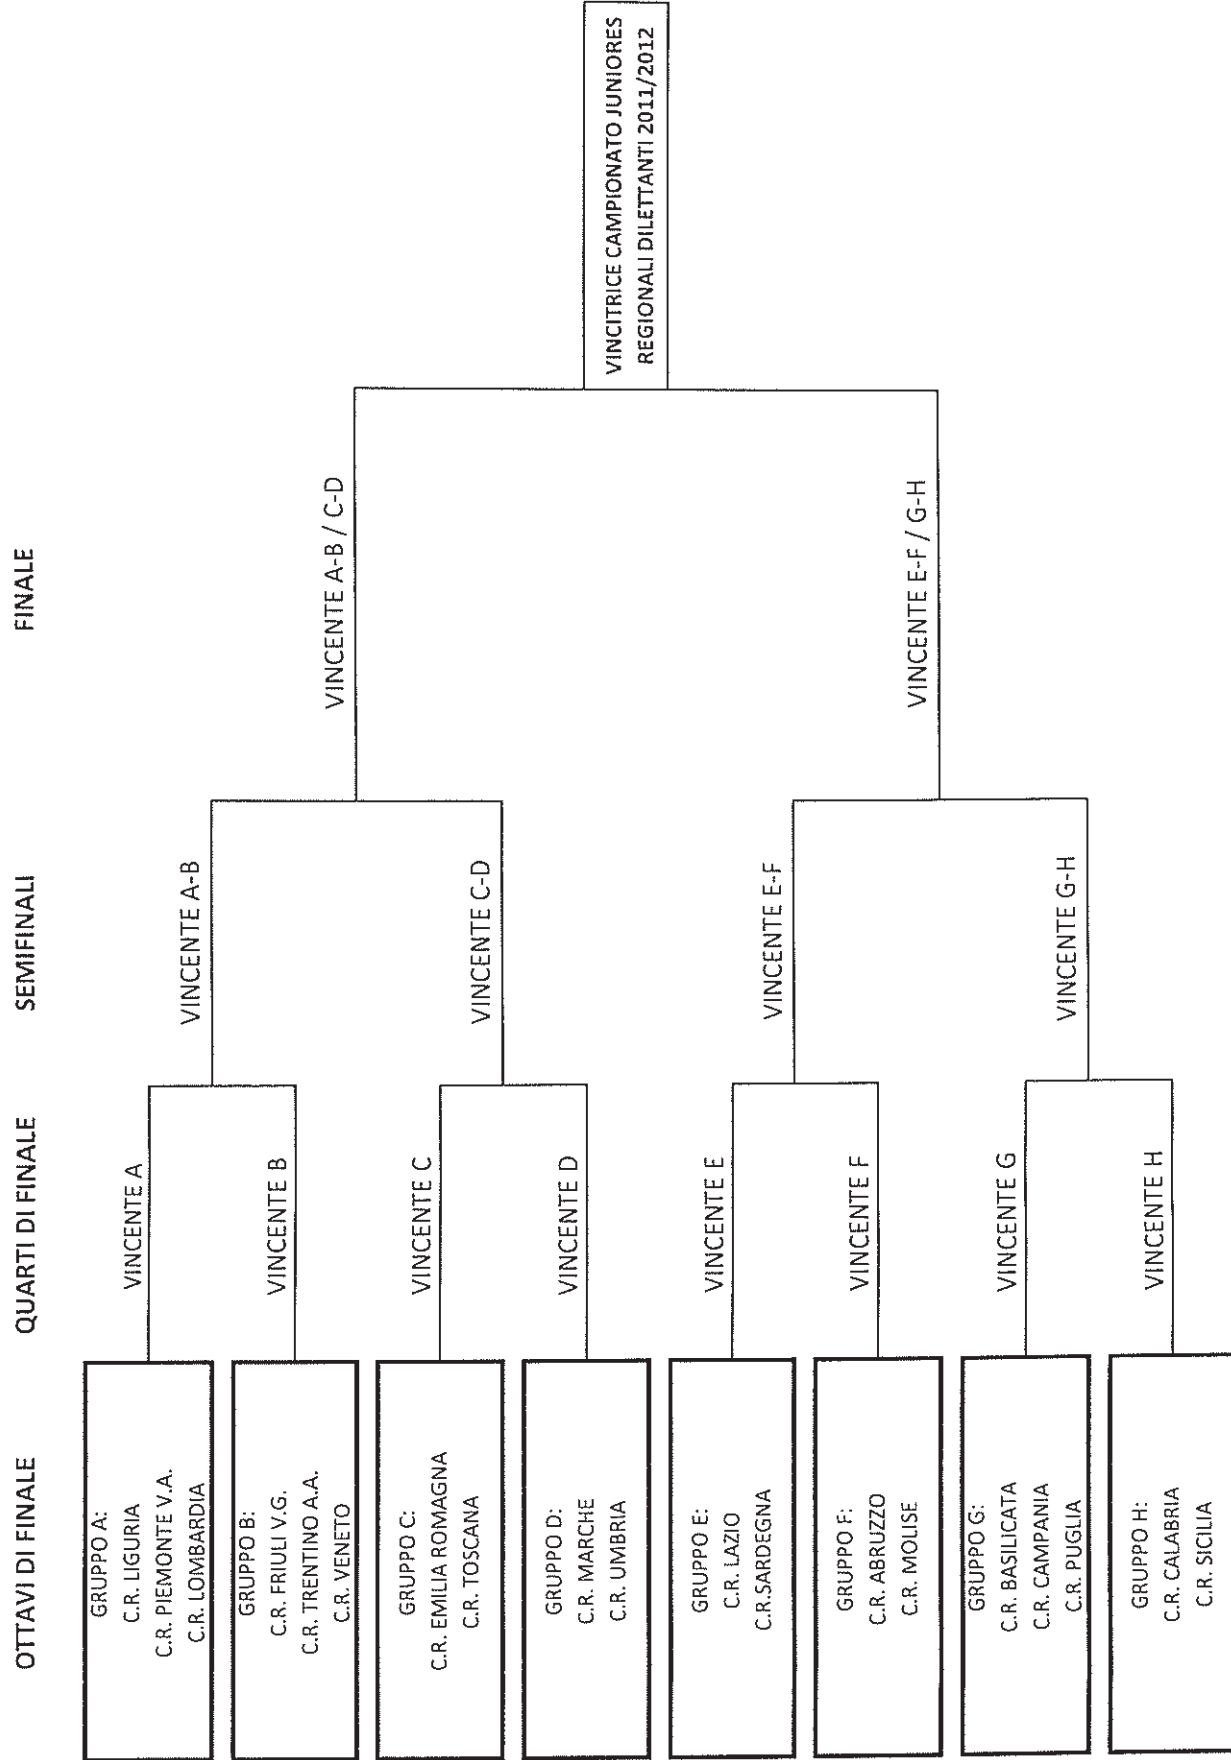 OTTAVI DI FINALE
QUARTI DI FINALE
SEMIFINALI
FINALE
GRUPPO A:
C.R. LIGURIA
C.R. PIEMONTE V.A.
C.R. LOMBARDIA
GRUPPO B:
C.R. FRIULI V.G.
C.R. TRENTINO A.A.
C.R. VENETO
GRUPPO C:
C.R. EMILIA ROMAGNA
C.R. TOSCANA
GRUPPO D:
C.R. MARCHE
C.R. UMBRIA
GRUPPO E:
C.R. LAZIO
C.R.SARDEGNA
GRUPPO F:
C.R. ABRUZZO
C.R. MOLISE
GRUPPO G:
C.R. BASILICATA
C.R. CAMPANIA
C.R. PUGLIA
GRUPPO H:
C.R. CALABRIA
C.R. SICILIA
VINCENTE A
VINCENTE B
VINCENTE C
VINCENTE D
VINCENTE E
VINCENTE F
VINCENTE G
VINCENTE H
VINCENTE A-B
VINCENTE C-D
VINCENTE E-F
VINCENTE G-H
VINCENTE A-B / C-D
VINCENTE E-F / G-H
VINCITRICE CAMPIONATO JUNIORES
REGIONALI DILETTANTI 2011/2012